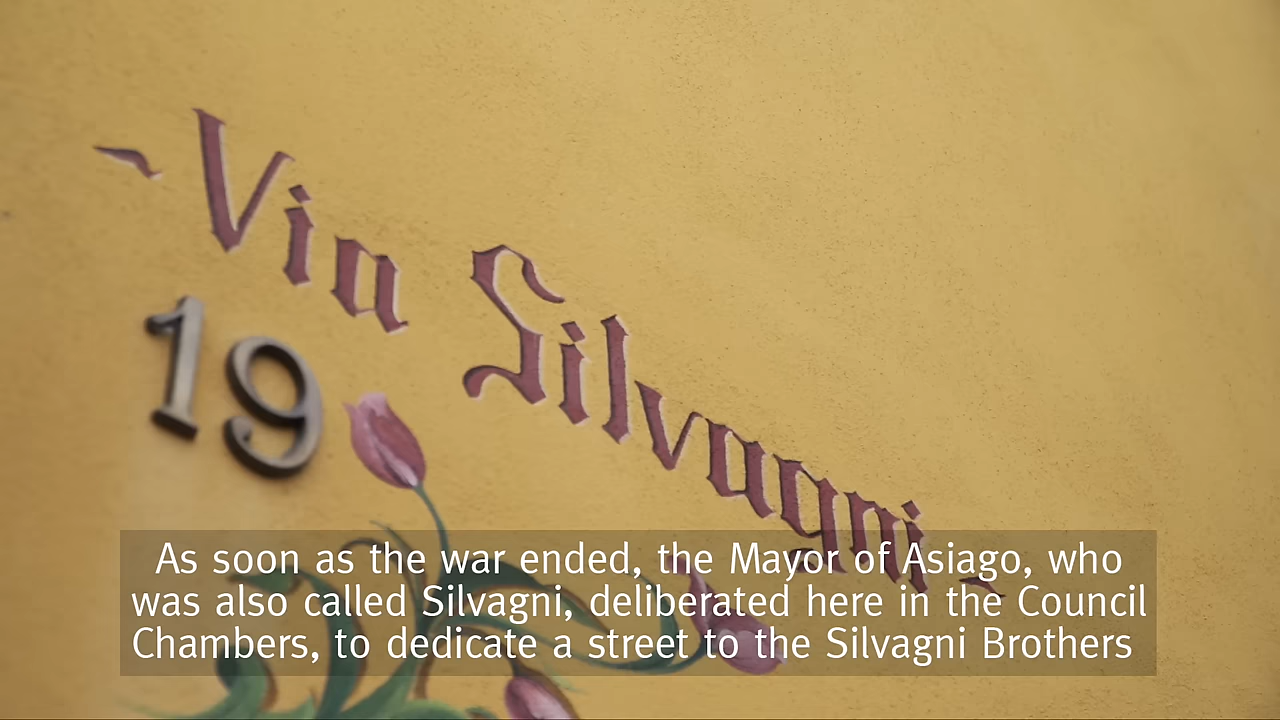 ~ Via Silvagni ~
19
As soon as the war ended, the Mayor of Asiago, who
was also called Silvagni, deliberated here in the Council
Chambers, to dedicate a street to the Silvagni Brothers